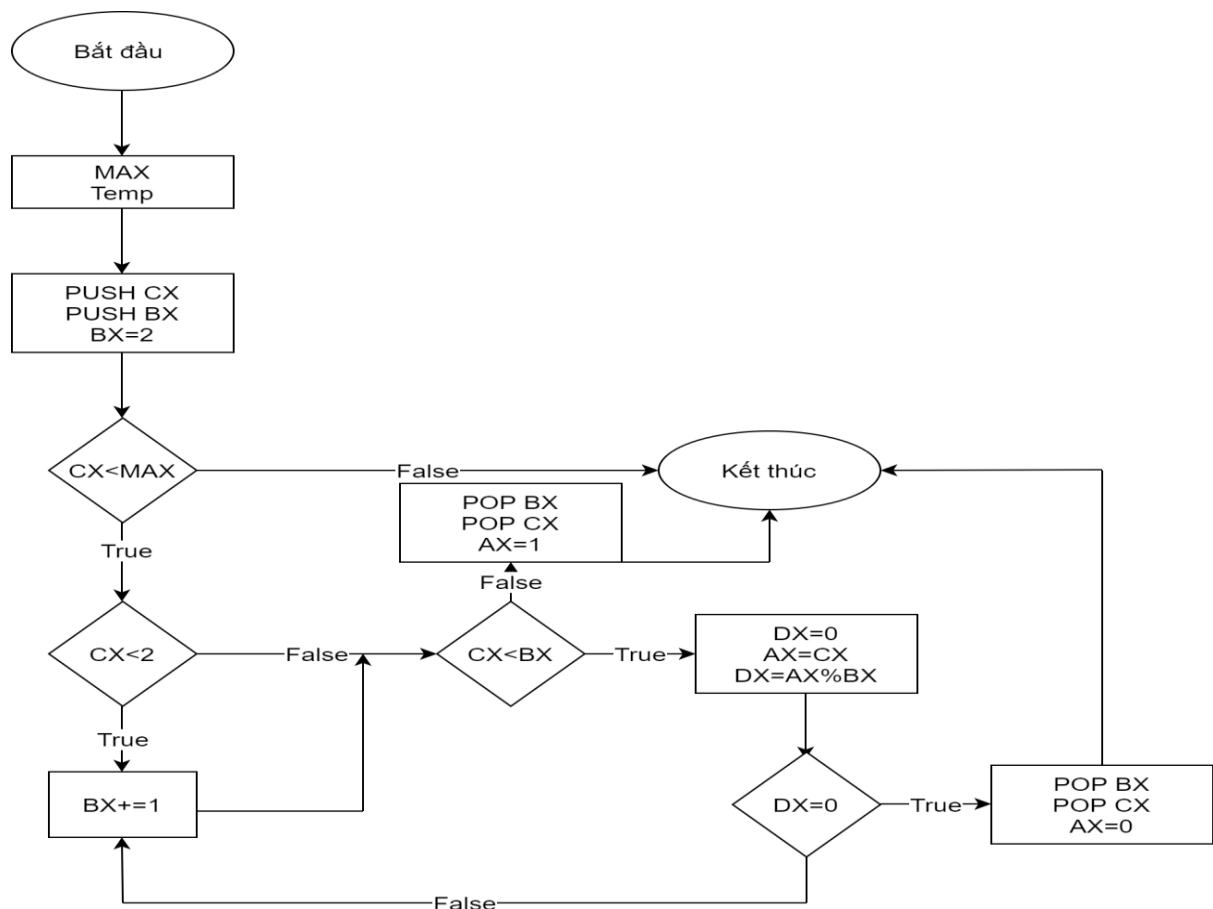 Bắt đầu
MAX
Temp
PUSH CX
PUSH BX
BX=2
CX<MAX
False
Kết thúc
True
POP BX
POP CX
AX=1
False
CX<2
False
CX<BX
True
DX=0
AX=CX
DX=AX%BX
True
BX+=1
DX=0
True
POP BX
POP CX
AX=0
False